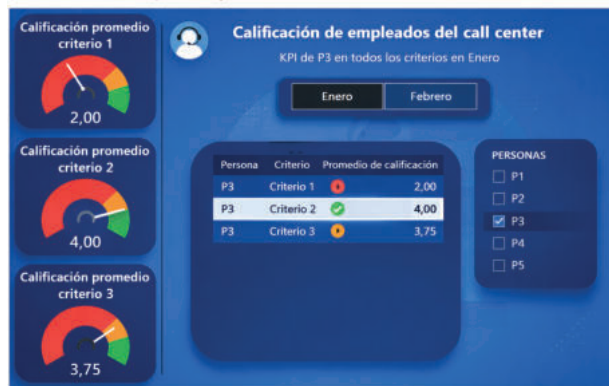 Calificación promedio
criterio 1
2,00
Calificación promedio
criterio 2
4,00
Calificación promedio
criterio 3
3,75
Calificación de empleados del call center
KPI de P3 en todos los criterios en Enero
Enero Febrero
Persona Criterio Promedio de calificación
P3 Criterio 1 2,00
P3 Criterio 2 4,00
P3 Criterio 3 3,75
PERSONAS
P1
P2
P3
P4
P5